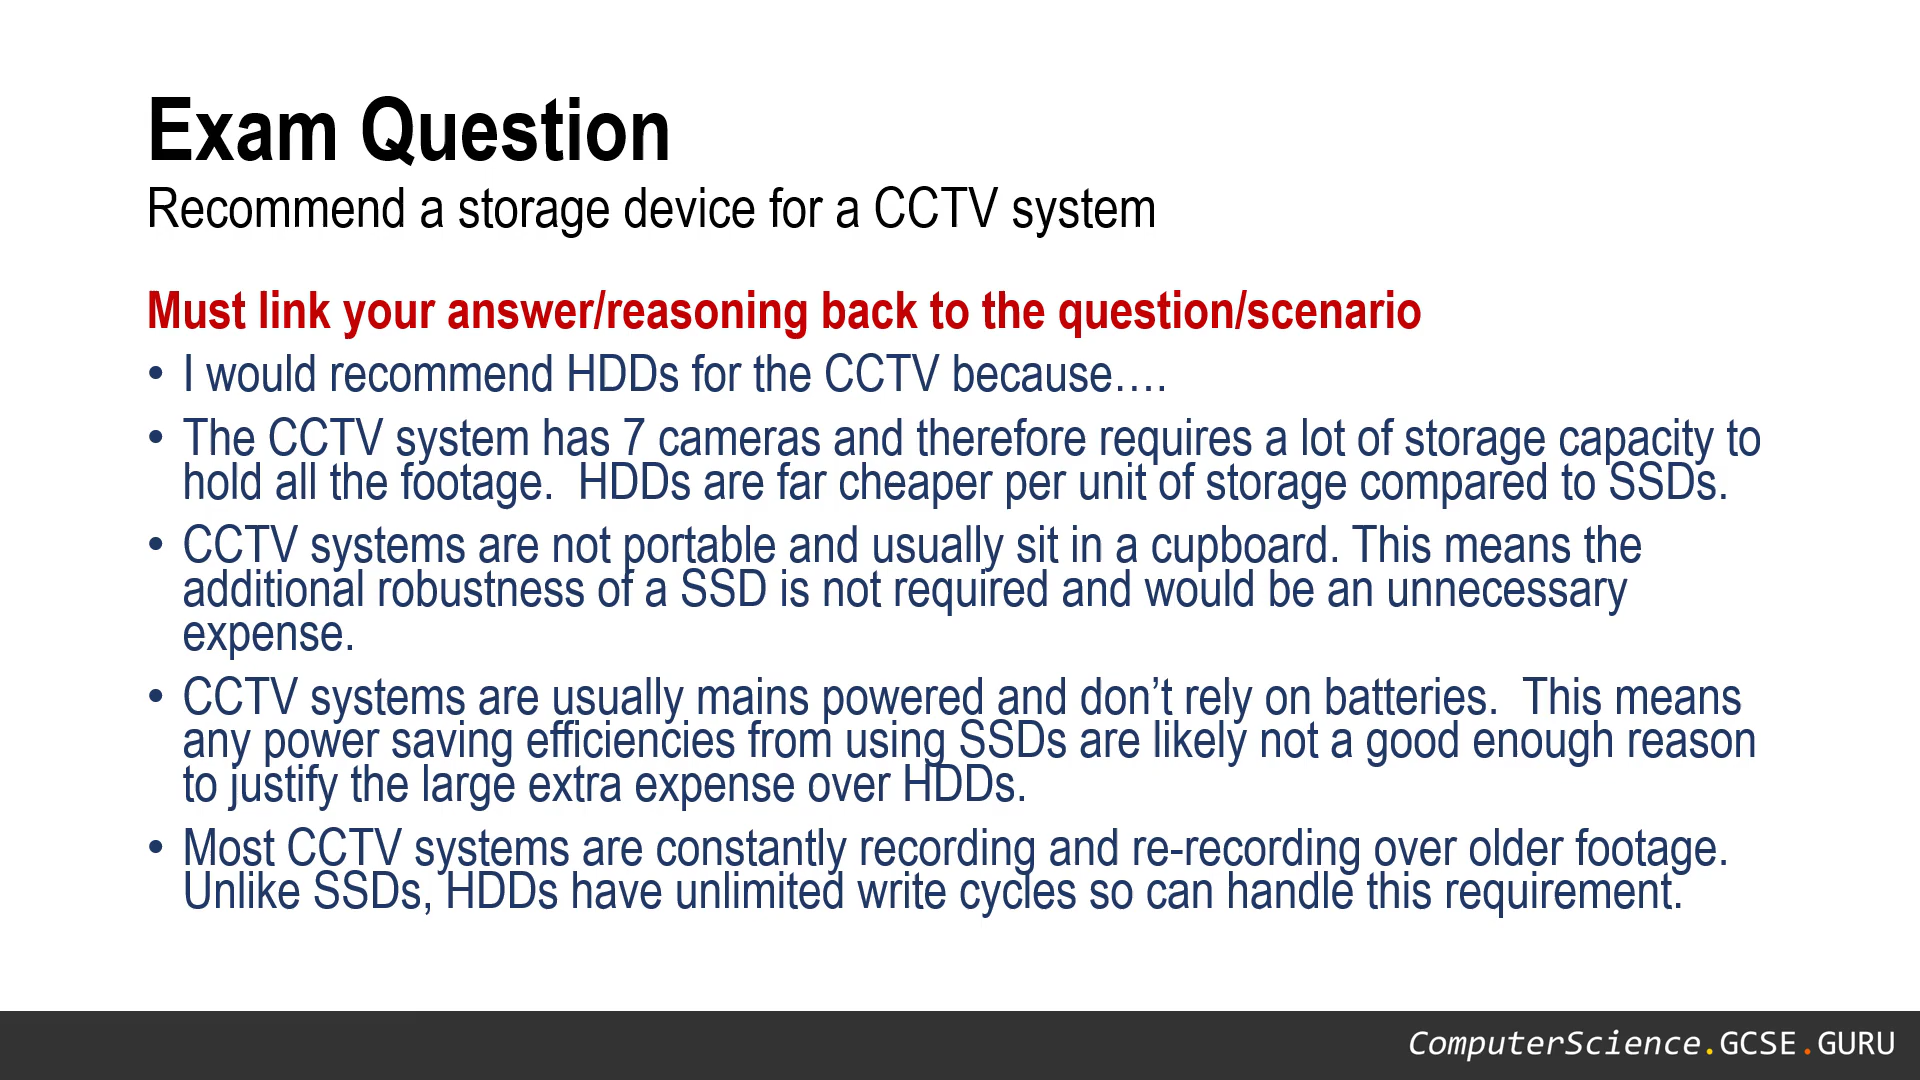 Exam Question
Recommend a storage device for a CCTV system
Must link your answer/reasoning back to the question/scenario
• I would recommend HDDs for the CCTV because….
• The CCTV system has 7 cameras and therefore requires a lot of storage capacity to
hold all the footage.  HDDs are far cheaper per unit of storage compared to SSDs.
• CCTV systems are not portable and usually sit in a cupboard. This means the
additional robustness of a SSD is not required and would be an unnecessary
expense.
• CCTV systems are usually mains powered and don’t rely on batteries.  This means
any power saving efficiencies from using SSDs are likely not a good enough reason
to justify the large extra expense over HDDs.
• Most CCTV systems are constantly recording and re-recording over older footage.
Unlike SSDs, HDDs have unlimited write cycles so can handle this requirement.
ComputerScience.GCSE.GURU